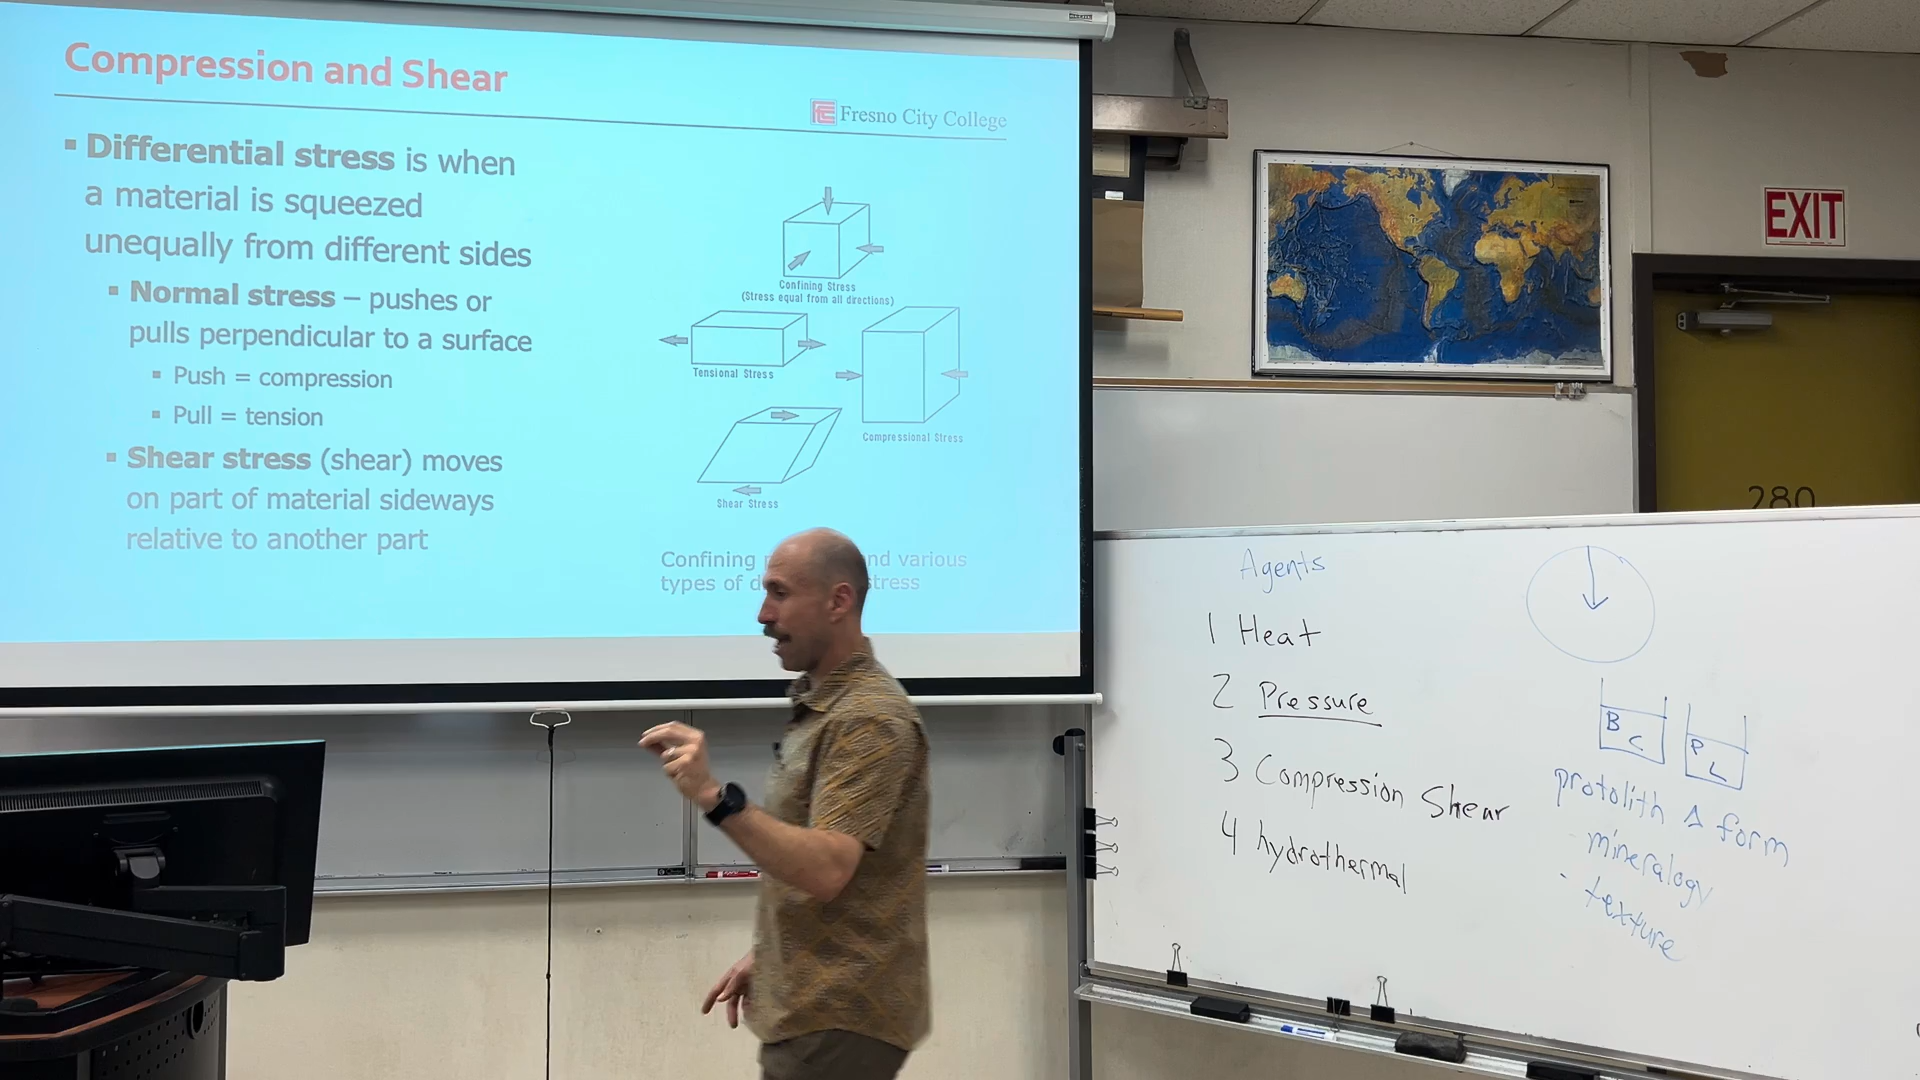 Compression and Shear
Fresno City College
Differential stress is when
a material is squeezed
unequally from different sides
Normal stress – pushes or
pulls perpendicular to a surface
Push = compression
Pull = tension
Shear stress (shear) moves
on part of material sideways
relative to another part
Confining Stress
(Stress equal from all directions)
Tensional Stress
Compressional Stress
Shear Stress
Confining nd various
types of d stress
EXIT
280
Agents
1 Heat
2 Pressure
3 Compression Shear
4 hydrothermal
B
C
P
L
protolith Δ form
mineralogy
texture